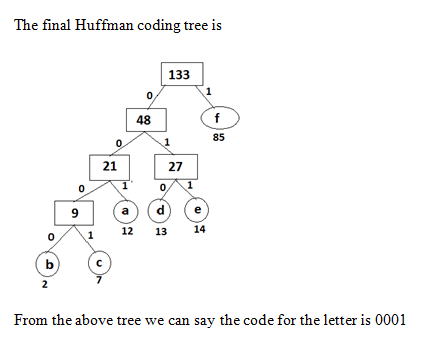 The final Huffman coding tree is
133
0 1
48 f
85
0 1
21 27
0 1 0 1
9 a d e
12 13 14
0 1
b c
2 7
From the above tree we can say the code for the letter is 0001